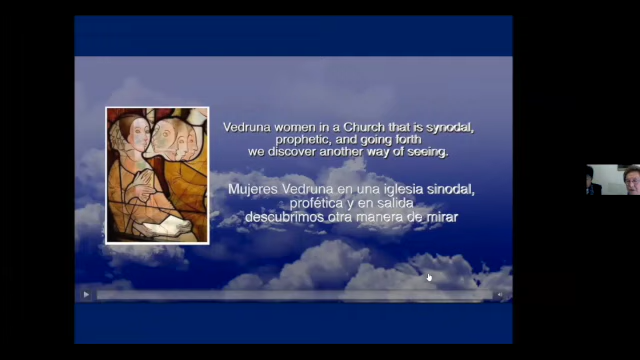 Vedruna women in a Church that is synodal,
prophetic, and going forth
we discover another way of seeing.
Mujeres Vedruna en una iglesia sinodal,
profética y en salida
descubrimos otra manera de mirar